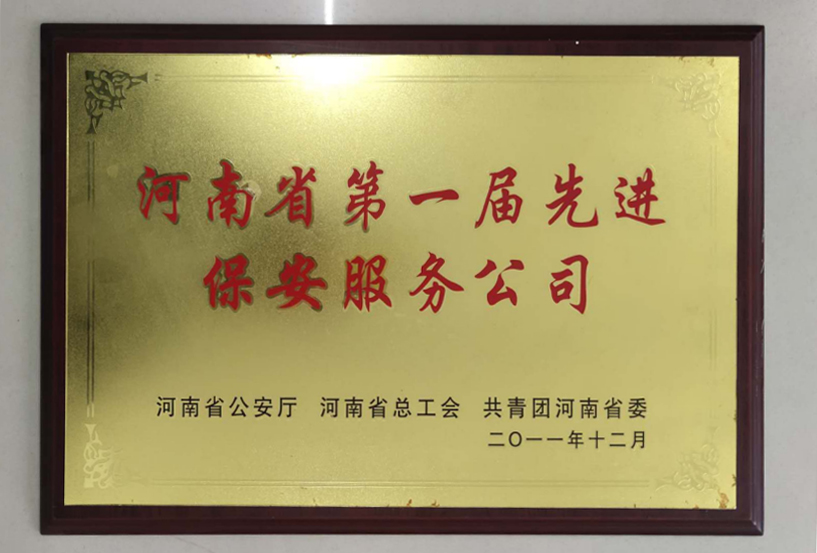 河南省第一届先进
保安服务公司
河南省公安厅 河南省总工会 共青团河南省委
二〇一一年十二月